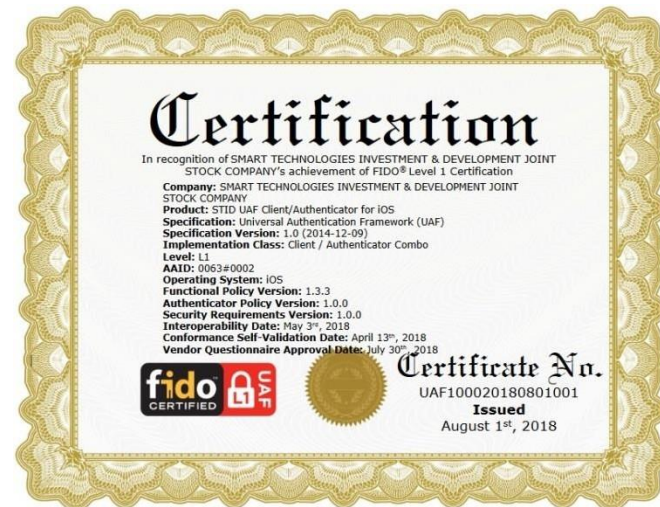 Certification
In recognition of SMART TECHNOLOGIES INVESTMENT & DEVELOPMENT JOINT
STOCK COMPANY's achievement of FIDO® Level 1 Certification
Company: SMART TECHNOLOGIES INVESTMENT & DEVELOPMENT JOINT
STOCK COMPANY
Product: STID UAF Client/Authenticator for iOS
Specification: Universal Authentication Framework (UAF)
Specification Version: 1.0 (2014-12-09)
Implementation Class: Client / Authenticator Combo
Level: L1
AAID: 0063#0002
Operating System: iOS
Functional Policy Version: 1.3.3
Authenticator Policy Version: 1.0.0
Security Requirements Version: 1.0.0
Interoperability Date: May 3rd, 2018
Conformance Self-Validation Date: April 13th, 2018
Vendor Questionnaire Approval Date: July 30th, 2018
fido
CERTIFIED
L1
UAF
Certificate No.
UAF100020180801001
Issued
August 1st, 2018